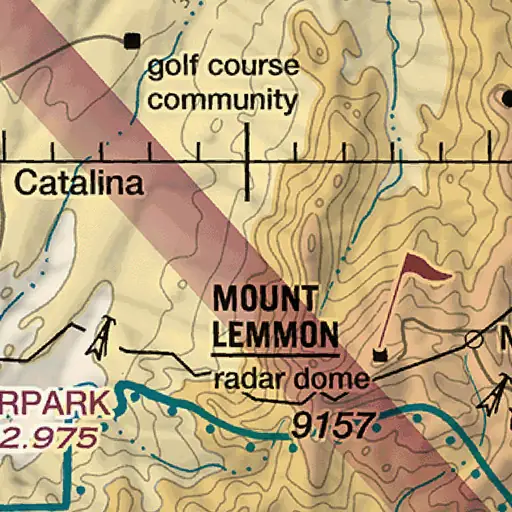 golf course
community
Catalina
MOUNT
LEMMON
radar dome
RPARK
2.975
9157